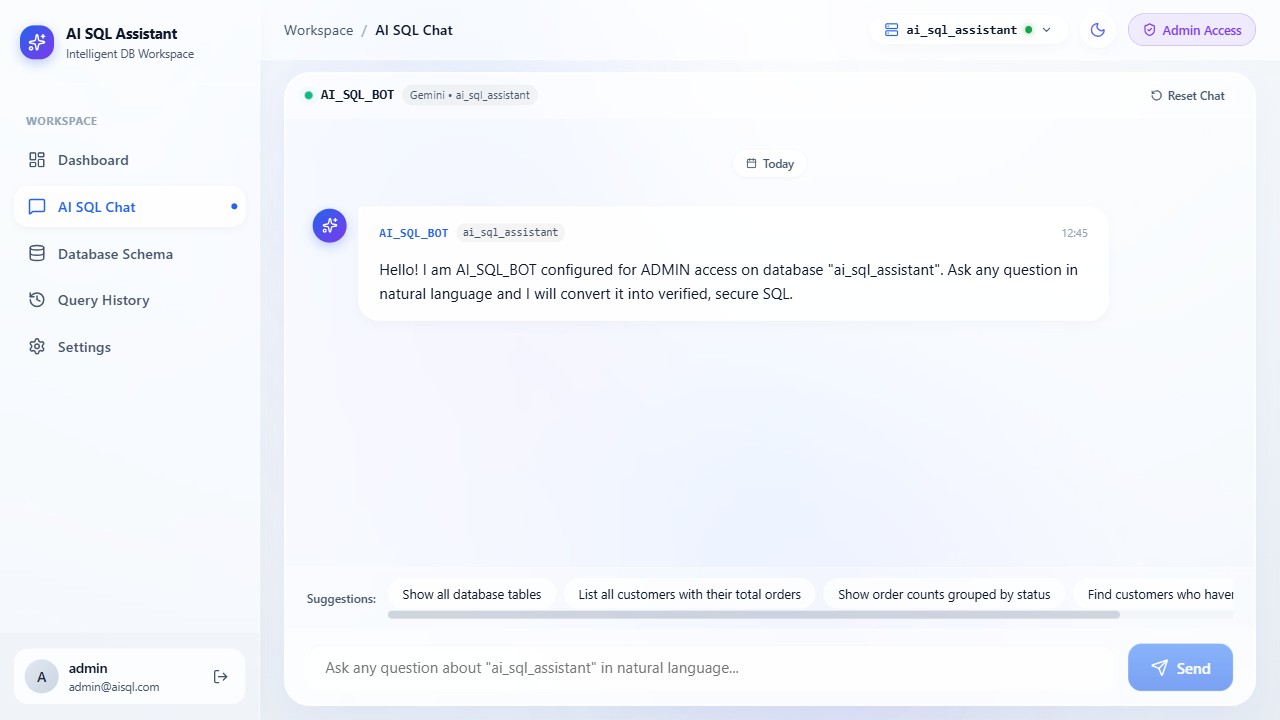 AI SQL Assistant
Intelligent DB Workspace
WORKSPACE
Dashboard
AI SQL Chat
Database Schema
Query History
Settings
A
admin
admin@aisql.com
Workspace / AI SQL Chat
ai_sql_assistant
Admin Access
AI_SQL_BOT
Gemini • ai_sql_assistant
Reset Chat
Today
AI_SQL_BOT
ai_sql_assistant
12:45
Hello! I am AI_SQL_BOT configured for ADMIN access on database "ai_sql_assistant". Ask any question in
natural language and I will convert it into verified, secure SQL.
Suggestions:
Show all database tables
List all customers with their total orders
Show order counts grouped by status
Find customers who
Ask any question about "ai_sql_assistant" in natural language...
Send